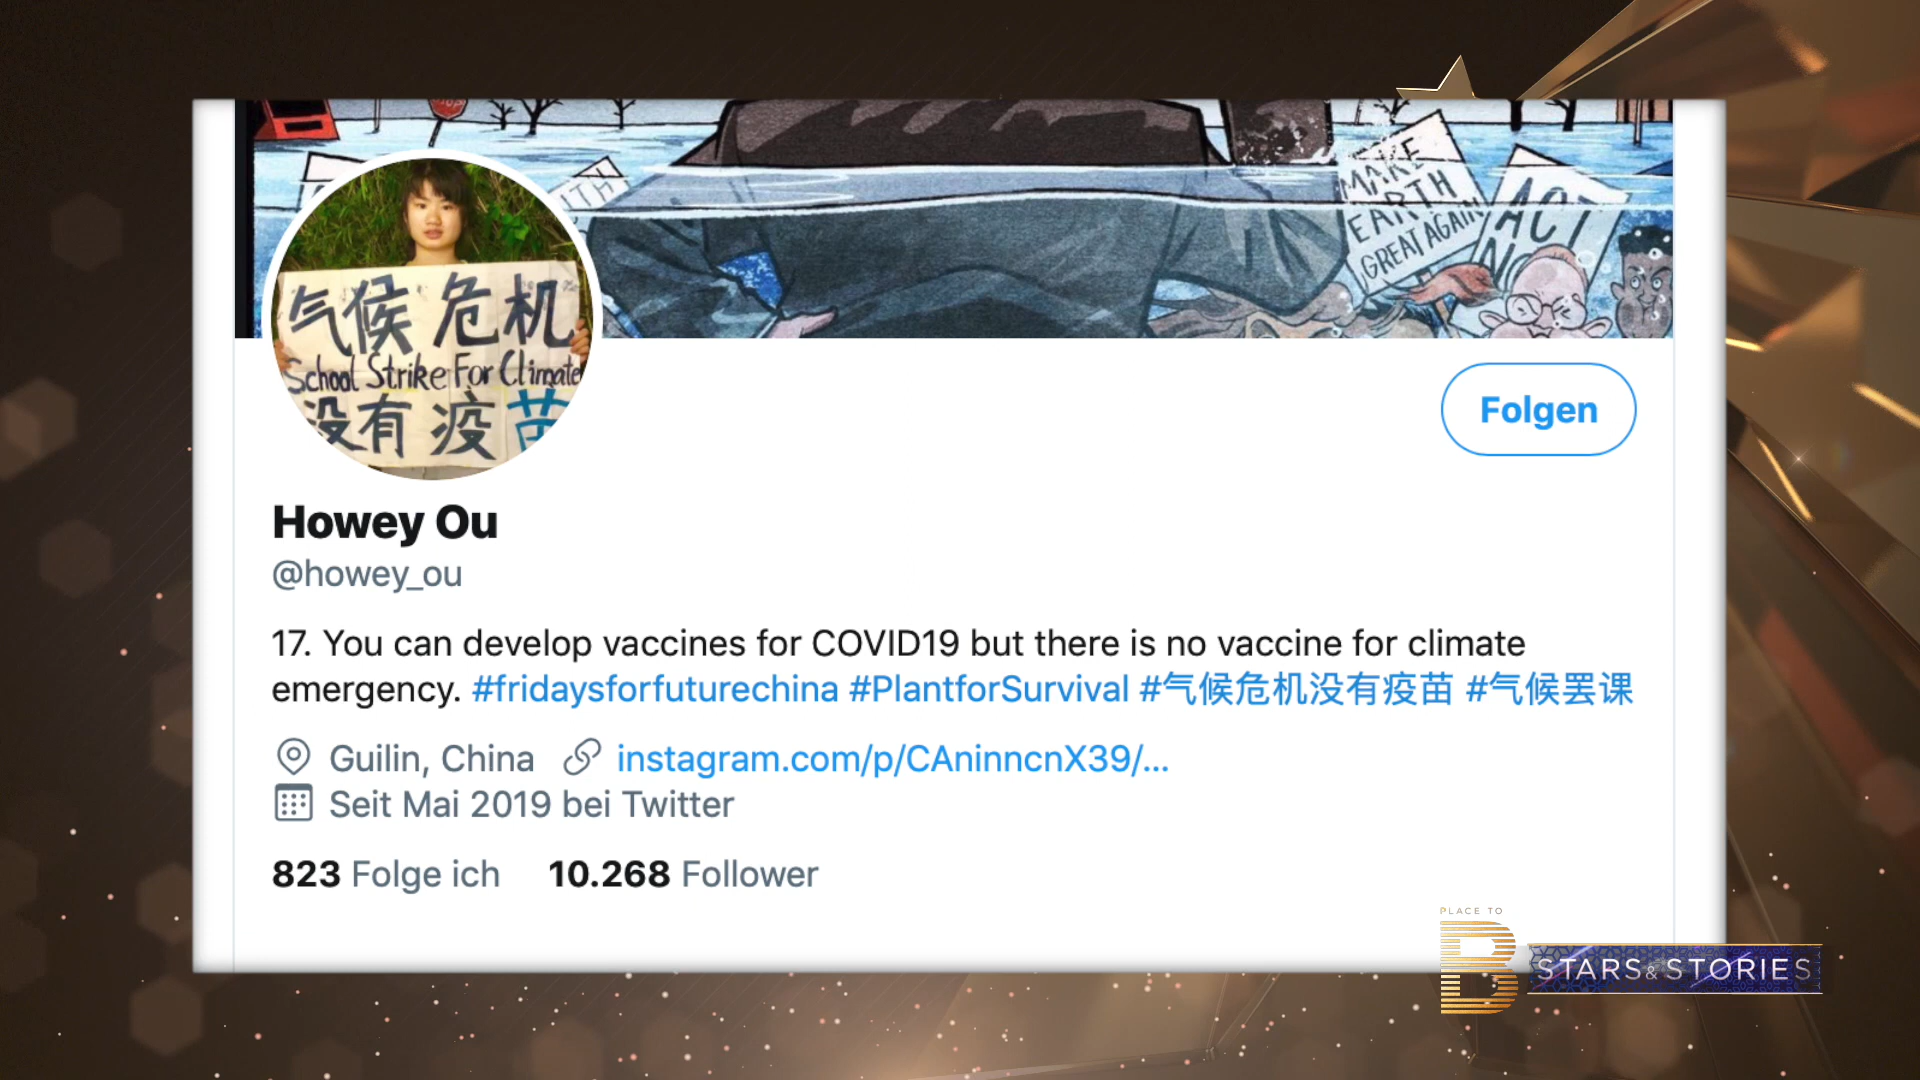 STOP
MAKE
EARTH
GREAT AGAIN
ACT
气候危机
School Strike For Climate
没有疫苗
Folgen
Howey Ou
@howey_ou
17. You can develop vaccines for COVID19 but there is no vaccine for climate
emergency. #fridaysforfuturechina #PlantforSurvival #气候危机没有疫苗 #气候罢课
Guilin, China instagram.com/p/CAninncnX39/...
Seit Mai 2019 bei Twitter
823 Folge ich 10.268 Follower
PLACE TO
B
STARS & STORIES